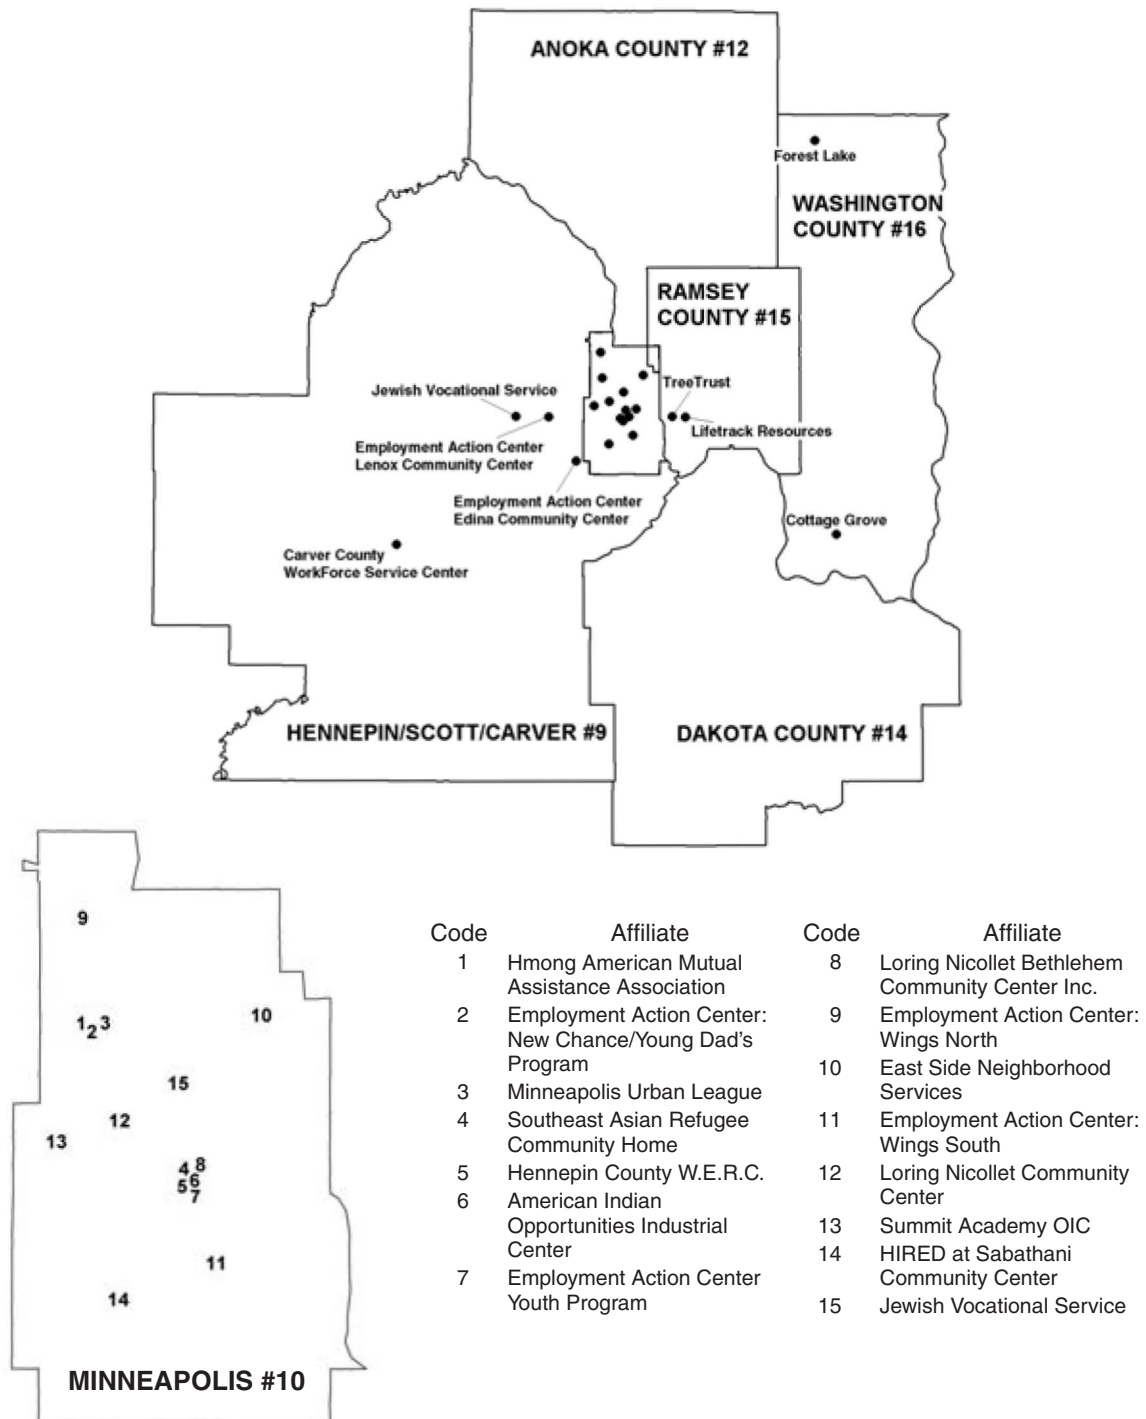 ANOKA COUNTY #12
Forest Lake
WASHINGTON
COUNTY #16
RAMSEY
COUNTY #15
Jewish Vocational Service
TreeTrust
Employment Action Center
Lenox Community Center
Lifetrack Resources
Employment Action Center
Edina Community Center
Cottage Grove
Carver County
WorkForce Service Center
HENNEPIN/SCOTT/CARVER #9
DAKOTA COUNTY #14
9
1 2 3
10
15
12
13
4 8
5 6
7
11
14
MINNEAPOLIS #10
Code Affiliate
1 Hmong American Mutual
Assistance Association
2 Employment Action Center:
New Chance/Young Dad's
Program
3 Minneapolis Urban League
4 Southeast Asian Refugee
Community Home
5 Hennepin County W.E.R.C.
6 American Indian
Opportunities Industrial
Center
7 Employment Action Center
Youth Program
Code Affiliate
8 Loring Nicollet Bethlehem
Community Center Inc.
9 Employment Action Center:
Wings North
10 East Side Neighborhood
Services
11 Employment Action Center:
Wings South
12 Loring Nicollet Community
Center
13 Summit Academy OIC
14 HIRED at Sabathani
Community Center
15 Jewish Vocational Service